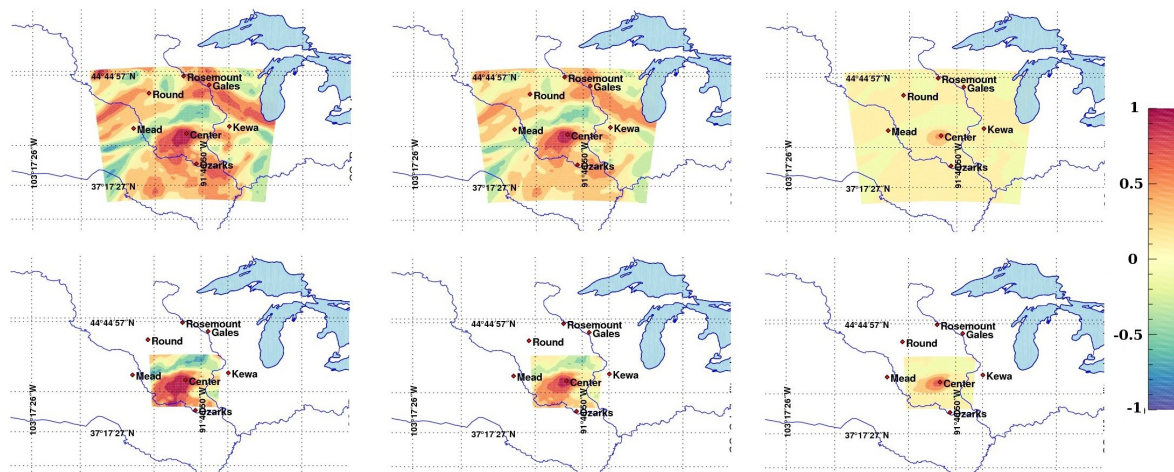 44°44'57" N
Rosemount
Gales
Round
Mead
Center
Kewa
Ozarks
103°17'26" W
91°40'50" W
37°17'27" N
44°44'57" N
Rosemount
Gales
Round
Mead
Center
Kewa
Ozarks
103°17'26" W
91°40'50" W
37°17'27" N
44°44'57" N
Rosemount
Gales
Round
Mead
Center
Kewa
Ozarks
103°17'26" W
91°40'50" W
37°17'27" N
1
0.5
0
-0.5
-1
44°44'57" N
Rosemount
Gales
Round
Mead
Center
Kewa
Ozarks
103°17'26" W
91°40'50" W
37°17'27" N
44°44'57" N
Rosemount
Gales
Round
Mead
Center
Kewa
Ozarks
103°17'26" W
91°40'50" W
37°17'27" N
44°44'57" N
Rosemount
Gales
Round
Mead
Center
Kewa
Ozarks
103°17'26" W
91°40'50" W
37°17'27" N